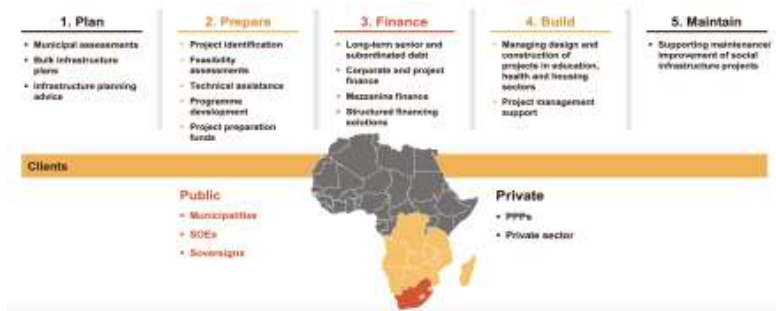 1. Plan
• Municipal assessments
• Bulk infrastructure
plans
• Infrastructure planning
advice
2. Prepare
• Project identification
• Feasibility
assessments
• Technical assistance
• Programme
development
• Project preparation
funds
3. Finance
• Long-term senior and
subordinated debt
• Corporate and project
finance
• Mezzanine finance
• Structured financing
solutions
4. Build
• Managing design and
construction of
projects in education,
health and housing
sectors
• Project management
support
5. Maintain
• Supporting maintenance/
improvement of social
infrastructure projects
Clients
Public
• Municipalities
• SOEs
• Sovereigns
Private
• PPPs
• Private sector